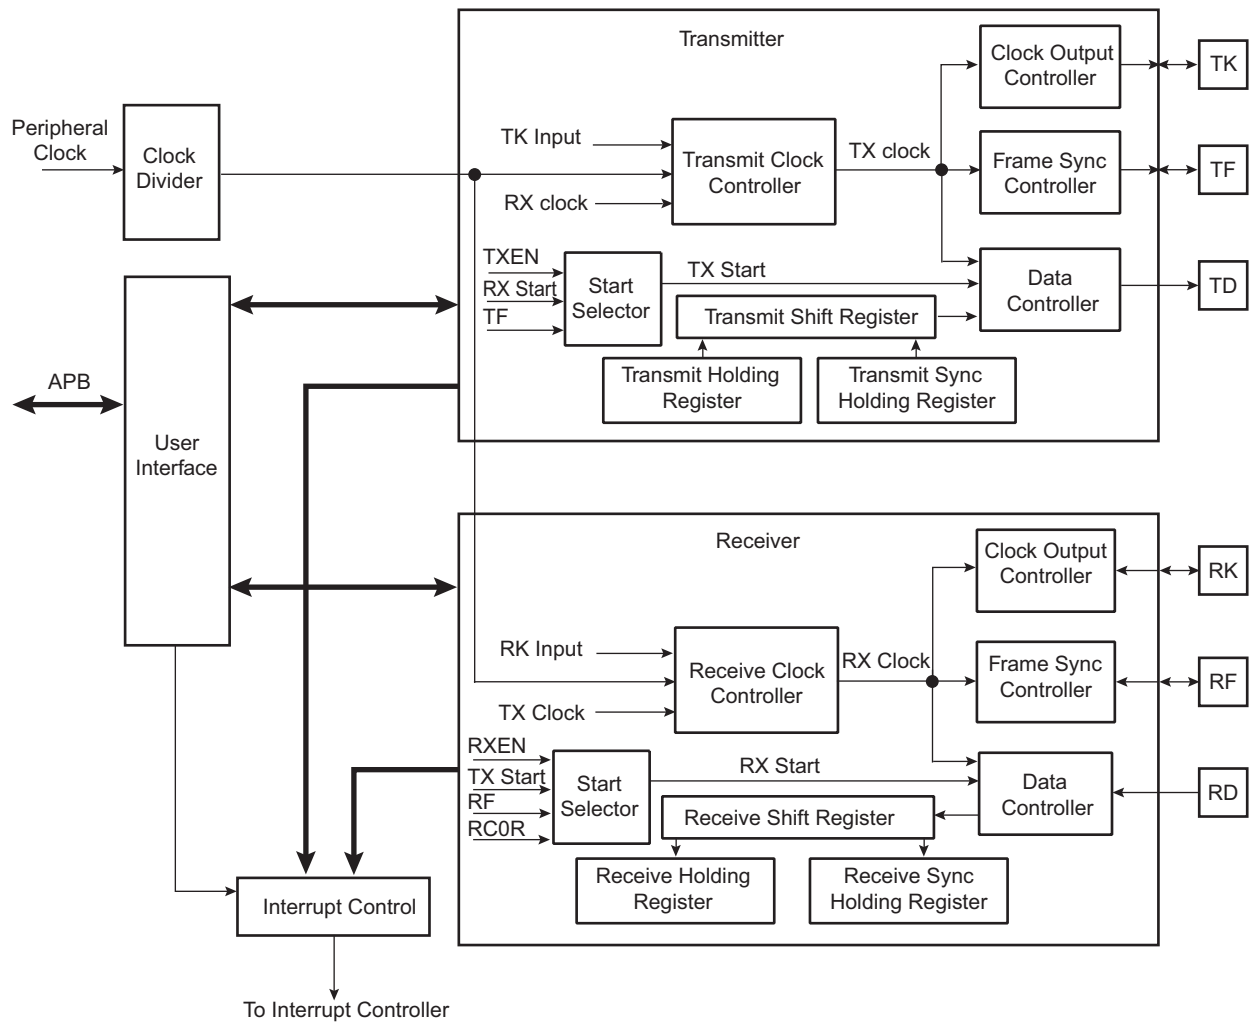 Transmitter
Clock Output
Controller
TK
Peripheral
Clock
Clock
Divider
TK Input
Transmit Clock
Controller
TX clock
Frame Sync
Controller
TF
RX clock
TXEN
RX Start
TF
Start
Selector
TX Start
Data
Controller
TD
Transmit Shift Register
Transmit Holding
Register
Transmit Sync
Holding Register
APB
User
Interface
Receiver
Clock Output
Controller
RK
RK Input
Receive Clock
Controller
RX Clock
Frame Sync
Controller
RF
TX Clock
RXEN
TX Start
RF
RC0R
Start
Selector
RX Start
Data
Controller
RD
Receive Shift Register
Receive Holding
Register
Receive Sync
Holding Register
Interrupt Control
To Interrupt Controller